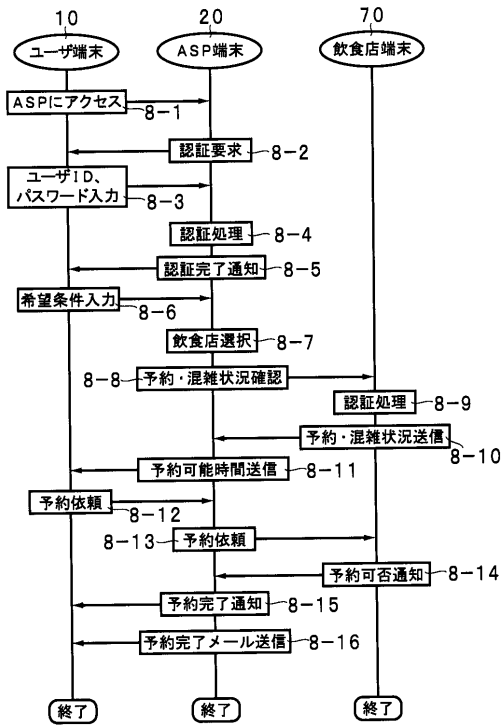 10
20
70
ユーザ端末
ASP端末
飲食店端末
ASPにアクセス
8-1
認証要求
8-2
ユーザID、
パスワード入力
8-3
認証処理
8-4
認証完了通知
8-5
希望条件入力
8-6
飲食店選択
8-7
8-8
予約・混雑状況確認
認証処理
8-9
予約・混雑状況送信
8-10
予約可能時間送信
8-11
予約依頼
8-12
8-13
予約依頼
予約可否通知
8-14
予約完了通知
8-15
予約完了メール送信
8-16
終了
終了
終了